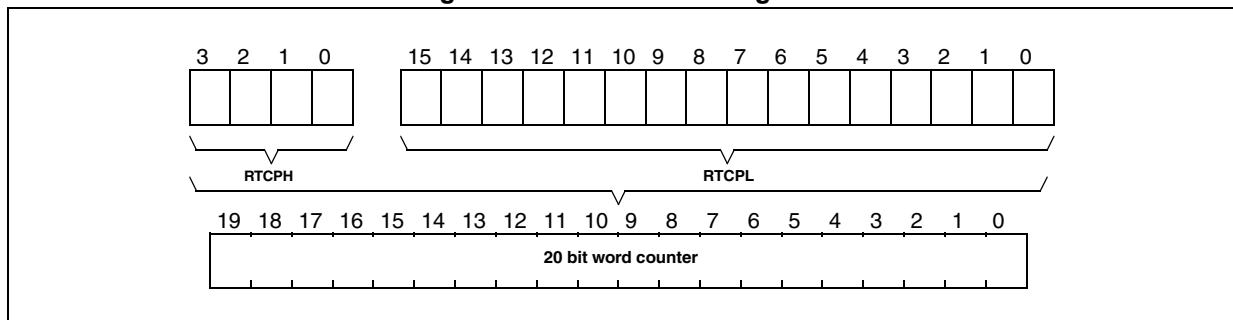 3 2 1 0 15 14 13 12 11 10 9 8 7 6 5 4 3 2 1 0
RTCPH RTCPL
19 18 17 16 15 14 13 12 11 10 9 8 7 6 5 4 3 2 1 0
20 bit word counter